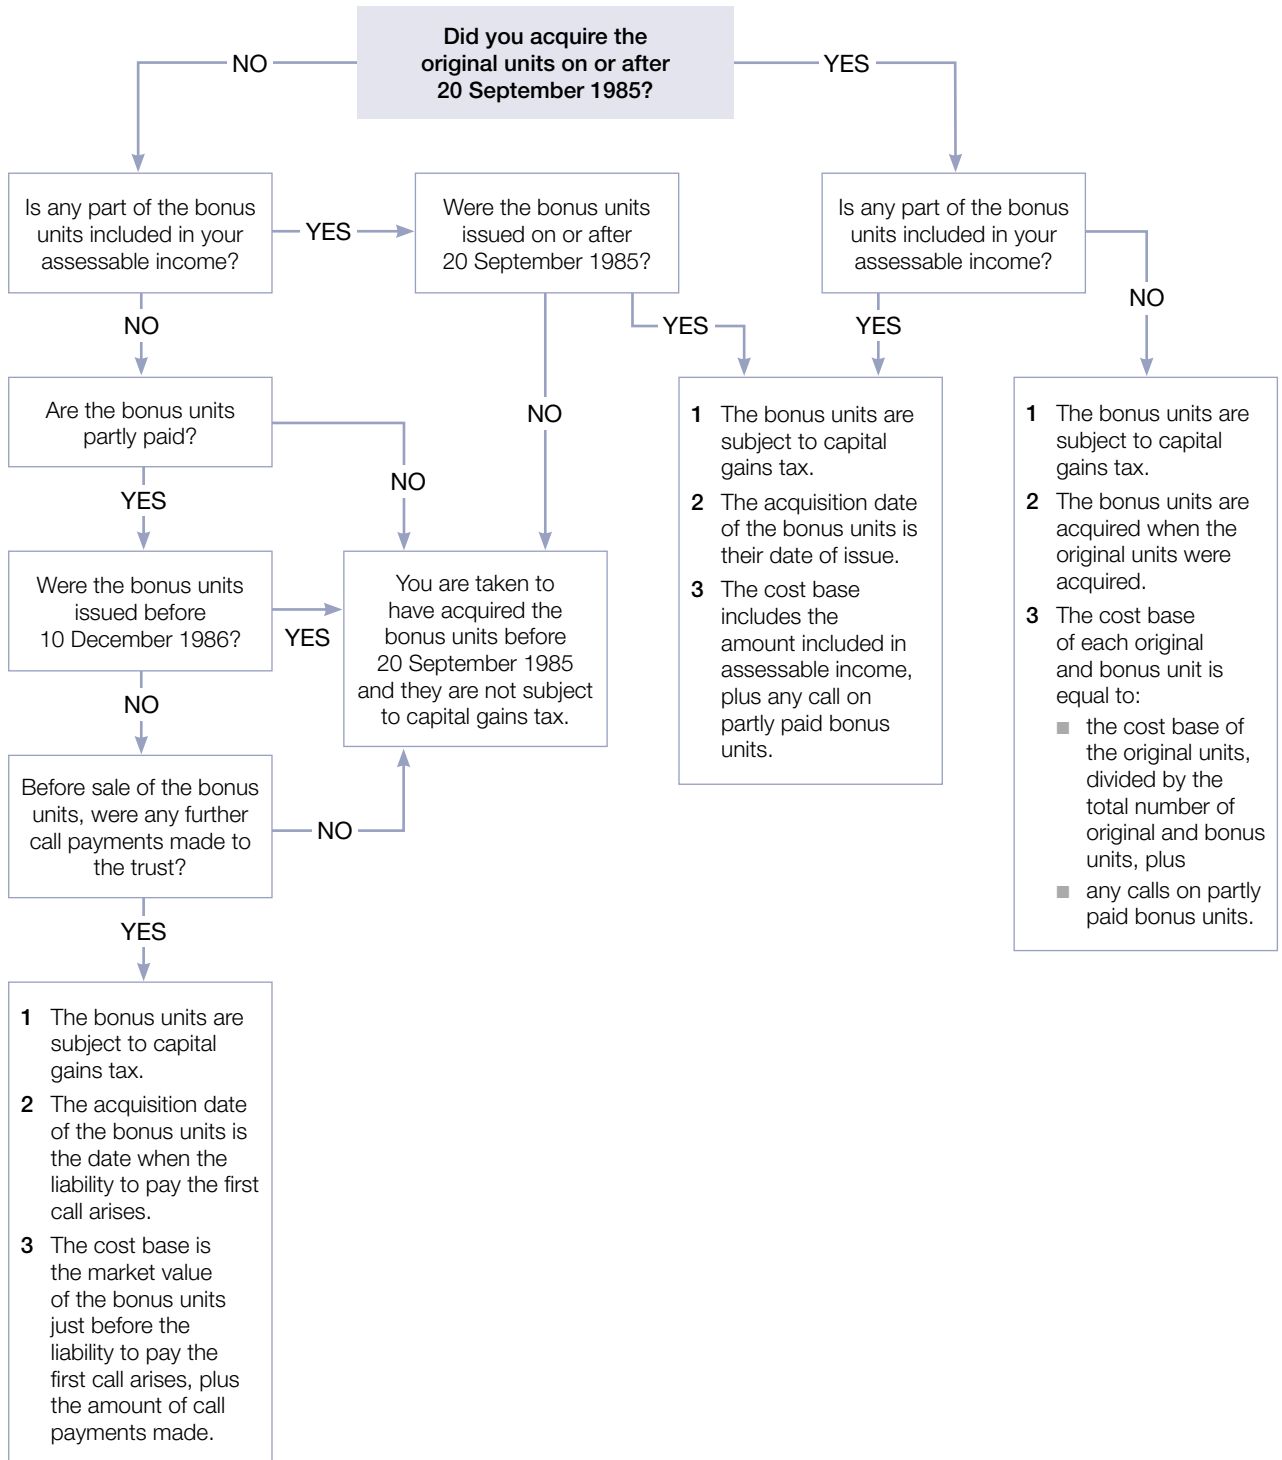 Did you acquire the
original units on or after
20 September 1985?
NO
YES
Is any part of the bonus
units included in your
assessable income?
YES
Were the bonus units
issued on or after
20 September 1985?
Is any part of the bonus
units included in your
assessable income?
NO
NO
YES
YES
NO
Are the bonus units
partly paid?
NO
YES
NO
1 The bonus units are
subject to capital
gains tax.
2 The acquisition date
of the bonus units is
their date of issue.
3 The cost base
includes the
amount included in
assessable income,
plus any call on
partly paid bonus
units.
1 The bonus units are
subject to capital
gains tax.
2 The bonus units are
acquired when the
original units were
acquired.
3 The cost base
of each original
and bonus unit is
equal to:
■ the cost base of
the original units,
divided by the
total number of
original and bonus
units, plus
■ any calls on partly
paid bonus units.
Were the bonus units
issued before
10 December 1986?
YES
You are taken to
have acquired the
bonus units before
20 September 1985
and they are not subject
to capital gains tax.
NO
Before sale of the bonus
units, were any further
call payments made to
the trust?
NO
YES
1 The bonus units are
subject to capital
gains tax.
2 The acquisition date
of the bonus units is
the date when the
liability to pay the first
call arises.
3 The cost base is
the market value
of the bonus units
just before the
liability to pay the
first call arises, plus
the amount of call
payments made.